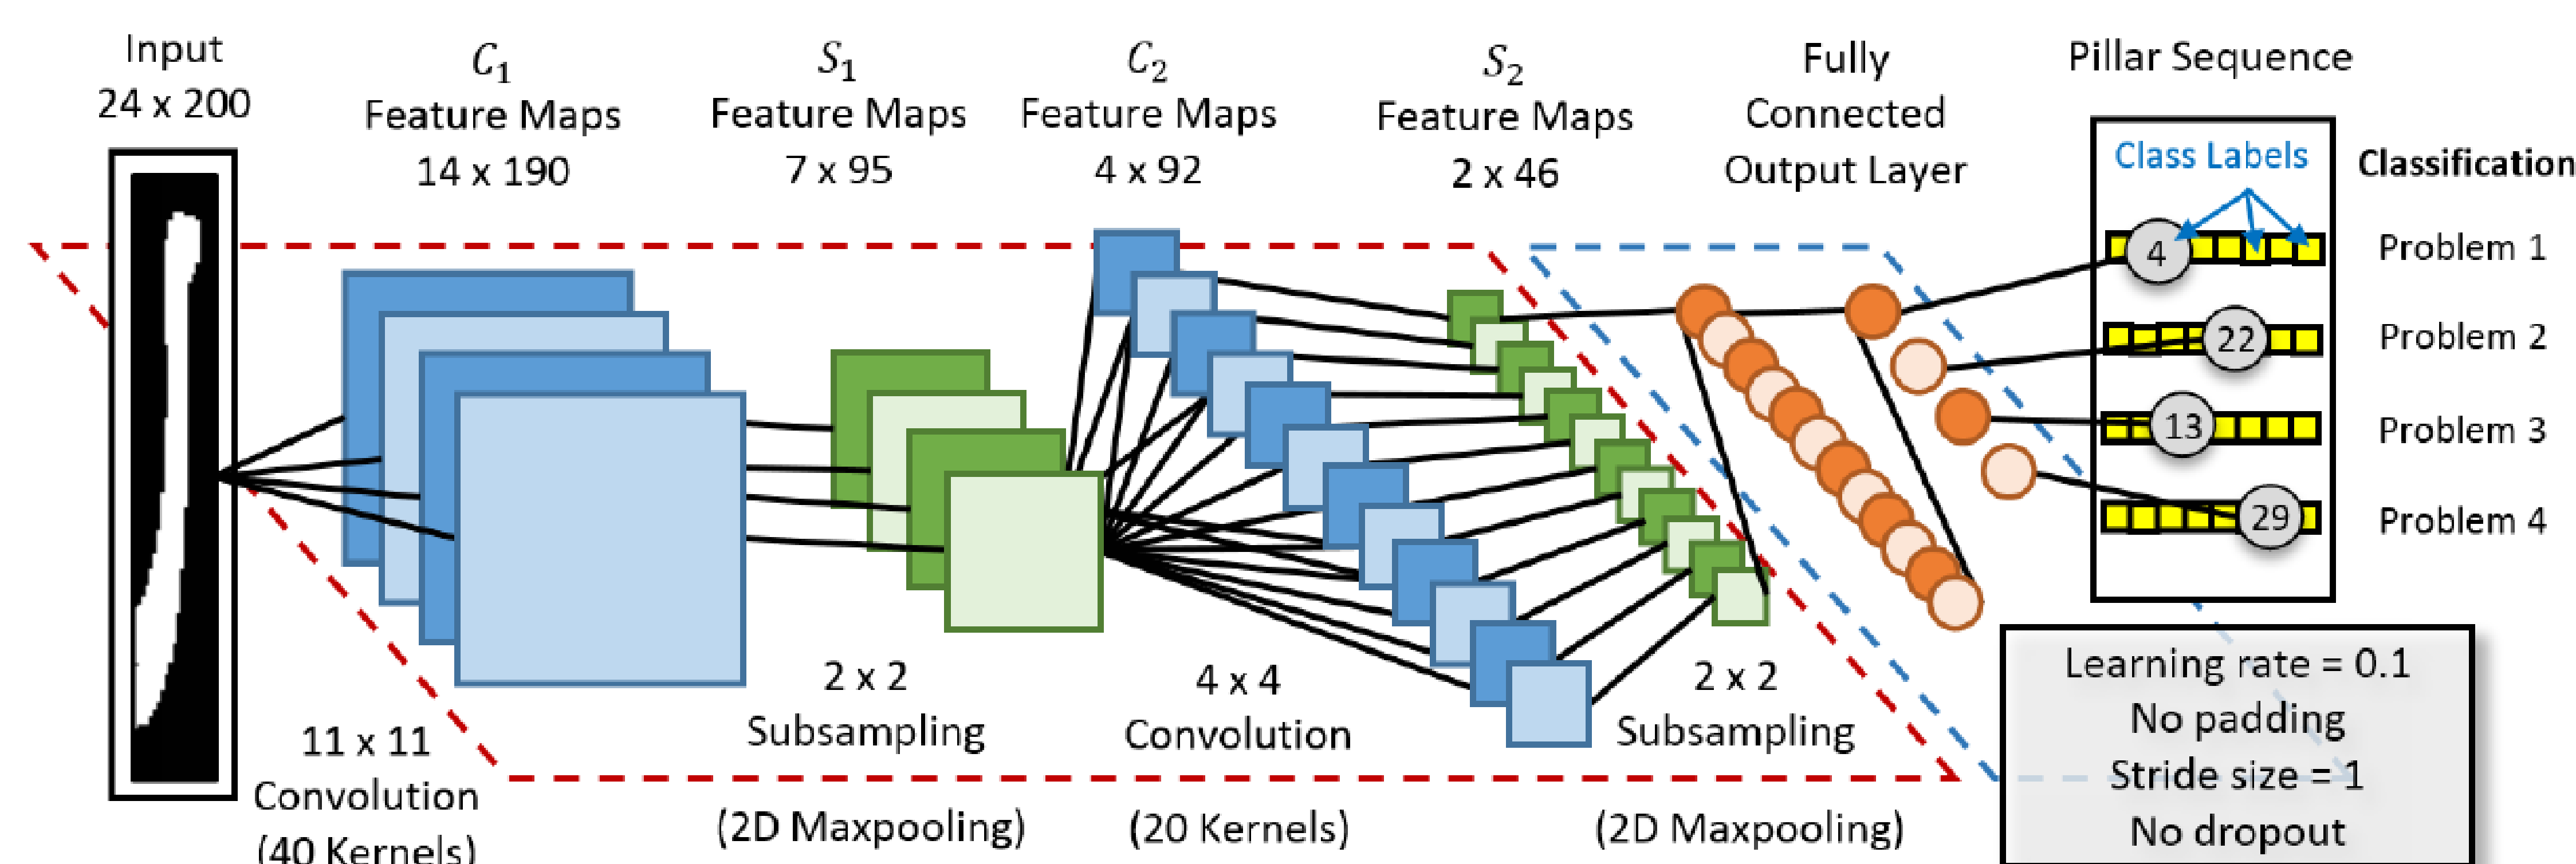 Input
24 x 200
C1
Feature Maps
14 x 190
S1
Feature Maps
7 x 95
C2
Feature Maps
4 x 92
S2
Feature Maps
2 x 46
Fully
Connected
Output Layer
Pillar Sequence
Class Labels
Classification
4
Problem 1
22
Problem 2
13
Problem 3
29
Problem 4
11 x 11
Convolution
(40 Kernels)
2 x 2
Subsampling
(2D Maxpooling)
4 x 4
Convolution
(20 Kernels)
2 x 2
Subsampling
(2D Maxpooling)
Learning rate = 0.1
No padding
Stride size = 1
No dropout